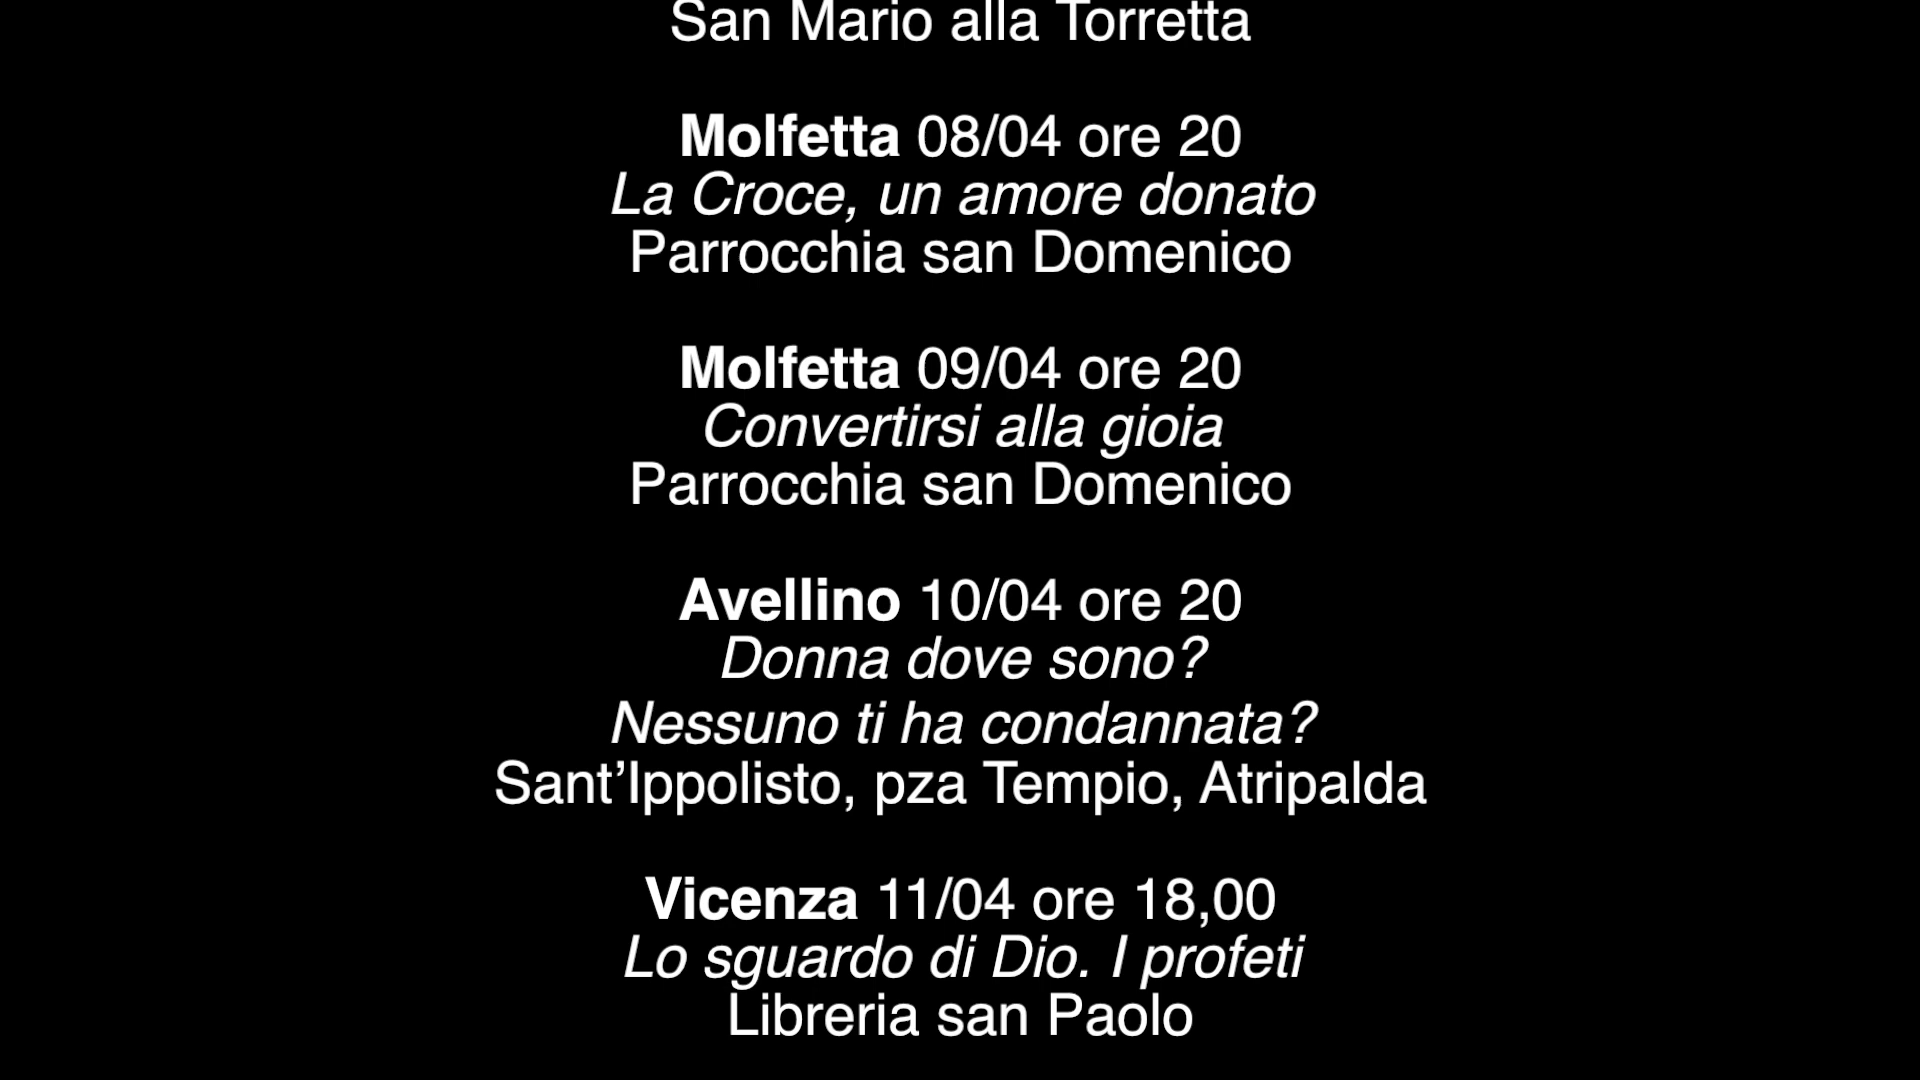 San Mario alla Torretta
Molfetta 08/04 ore 20
La Croce, un amore donato
Parrocchia san Domenico
Molfetta 09/04 ore 20
Convertirsi alla gioia
Parrocchia san Domenico
Avellino 10/04 ore 20
Donna dove sono?
Nessuno ti ha condannata?
Sant’Ippolisto, pza Tempio, Atripalda
Vicenza 11/04 ore 18,00
Lo sguardo di Dio. I profeti
Libreria san Paolo